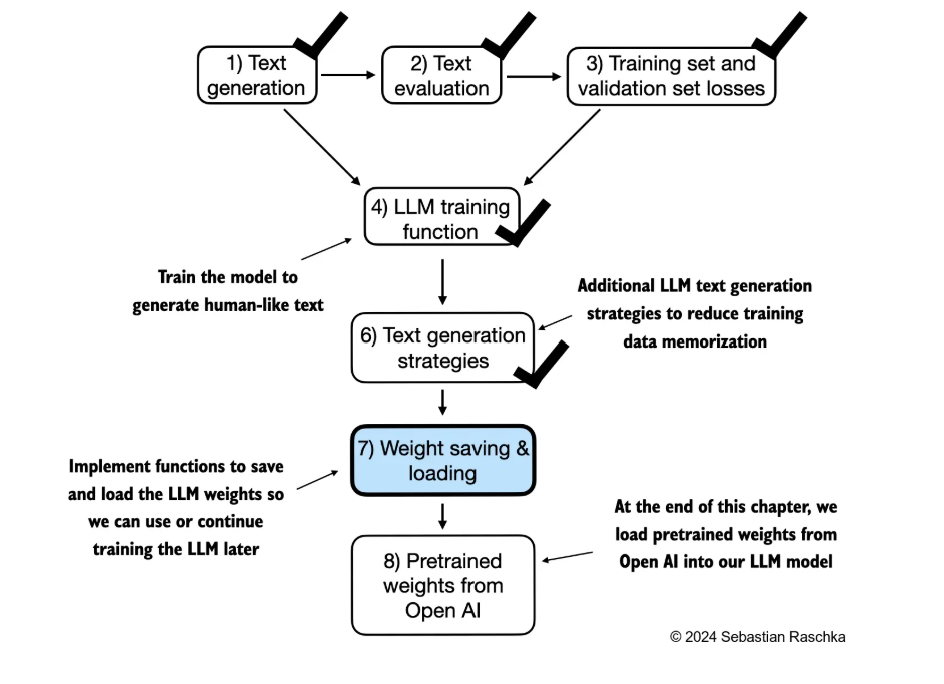 1) Text
generation
2) Text
evaluation
3) Training set and
validation set losses
4) LLM training
function
Train the model to
generate human-like text
Additional LLM text generation
strategies to reduce training
data memorization
6) Text generation
strategies
7) Weight saving &
loading
Implement functions to save
and load the LLM weights so
we can use or continue
training the LLM later
At the end of this chapter, we
load pretrained weights from
Open AI into our LLM model
8) Pretrained
weights from
Open AI
© 2024 Sebastian Raschka